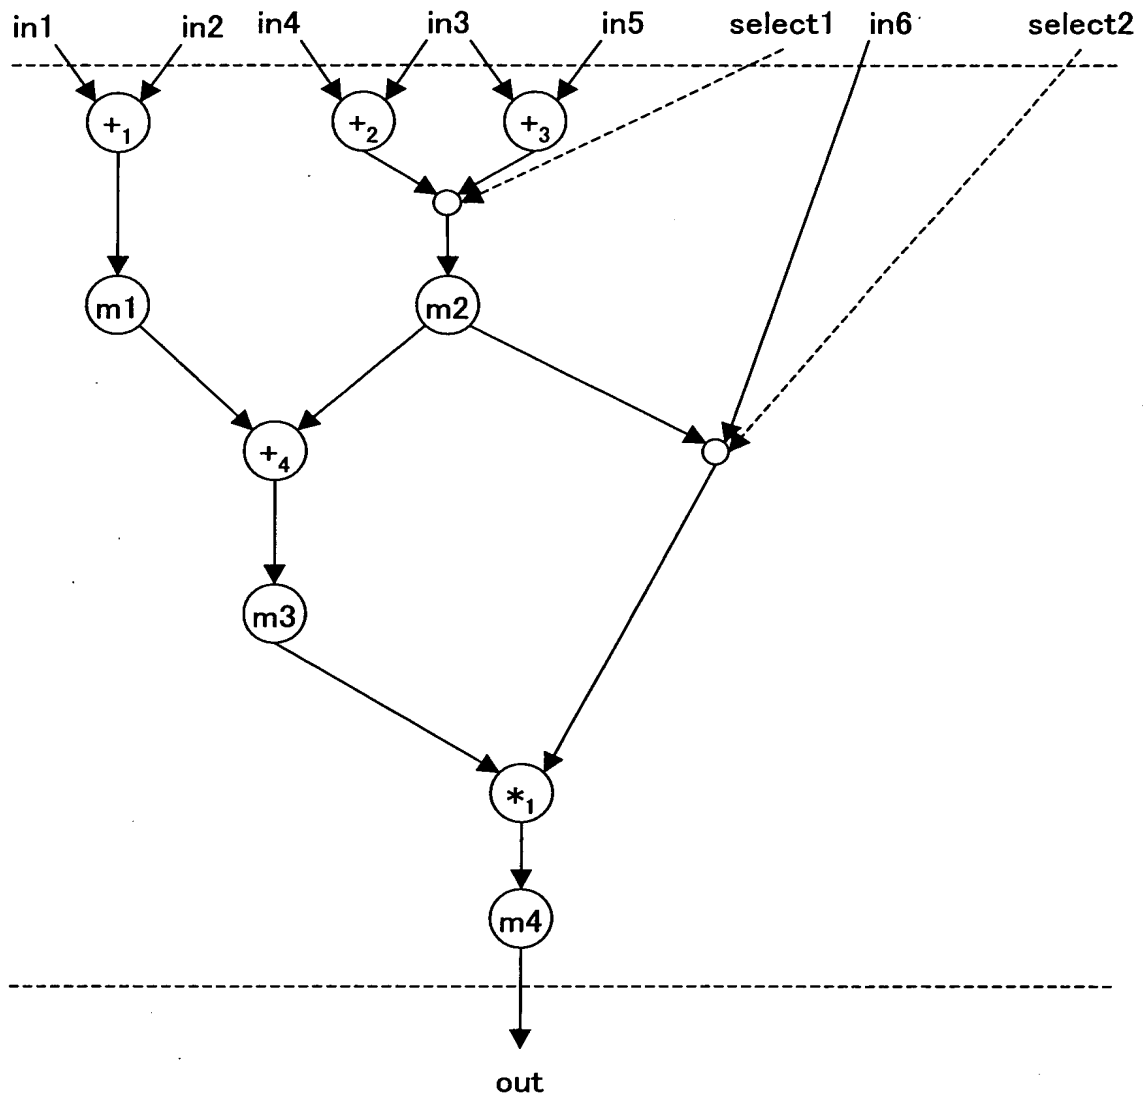 in1 in2 in4 in3 in5 select1 in6 select2
+1 +2 +3
m1 m2
+4
m3
*1
m4
out